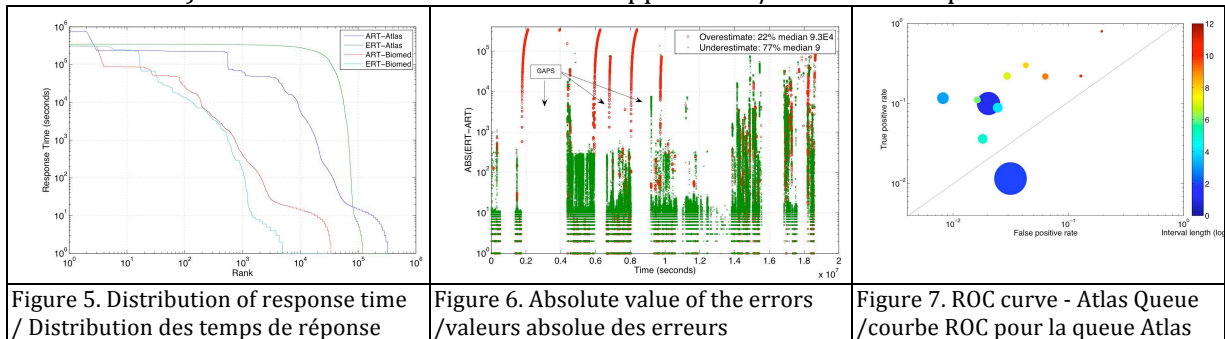 10^6
10^5
10^4
10^3
10^2
10^1
10^0
Response Time (seconds)
10^0 10^1 10^2 10^3 10^4 10^5 10^6
Rank
ART-Atlas
ERT-Atlas
ART-Biomed
ERT-Biomed
10^5
10^4
10^3
10^2
10^1
10^0
ABS(ERT-ART)
Overestimate: 22% median 9.3E4
Underestimate: 77% median 9
GAPS
0 0.2 0.4 0.6 0.8 1 1.2 1.4 1.6 1.8 2
Time (seconds)
x 10^7
10^0
10^-1
10^-2
True positive rate
10^-2 10^-1 10^0
False positive rate
Interval length (log
12
10
8
6
4
2
0
Figure 5. Distribution of response time
/ Distribution des temps de réponse
Figure 6. Absolute value of the errors
/valeurs absolue des erreurs
Figure 7. ROC curve - Atlas Queue
/courbe ROC pour la queue Atlas